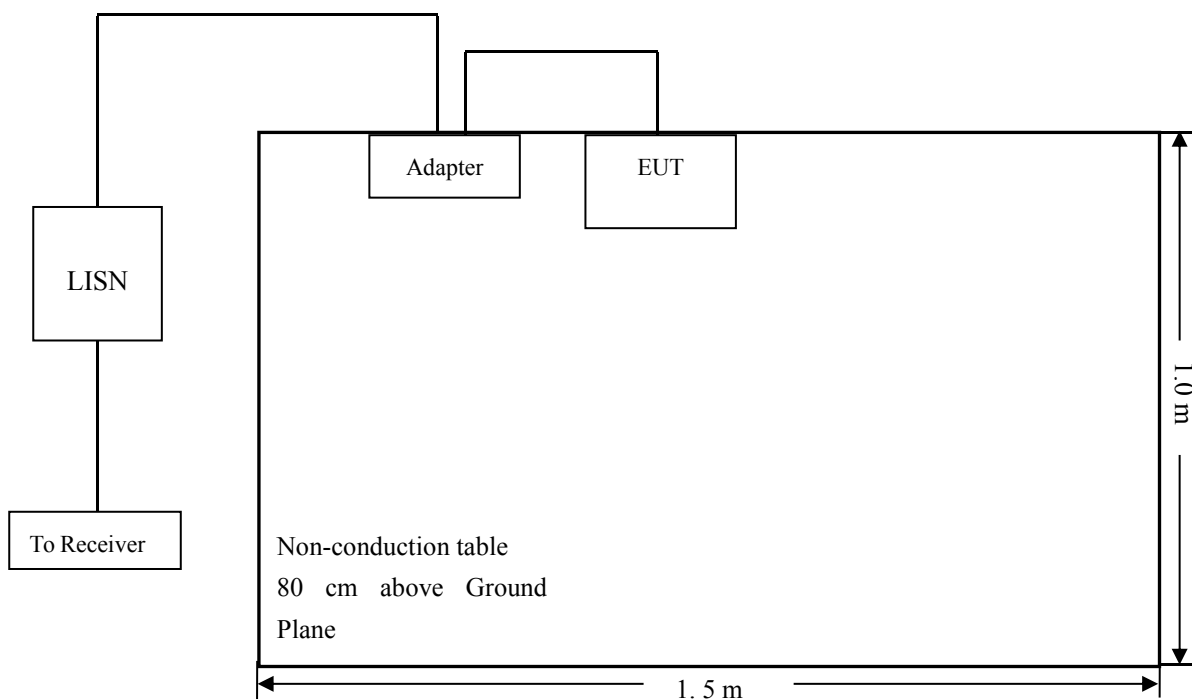 Adapter
EUT
LISN
To Receiver
Non-conduction table
80 cm above Ground
Plane
1.0 m
1. 5 m